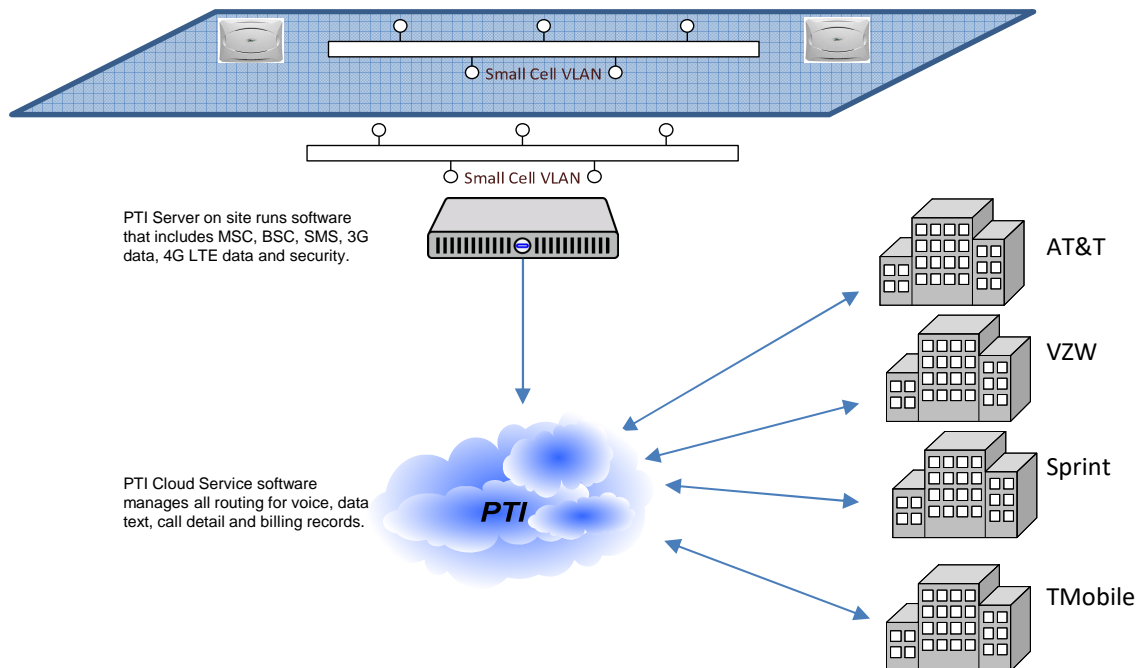 Small Cell VLAN
Small Cell VLAN
PTI Server on site runs software
that includes MSC, BSC, SMS, 3G
data, 4G LTE data and security.
AT&T
VZW
Sprint
PTI Cloud Service software
manages all routing for voice, data
text, call detail and billing records.
PTI
TMobile